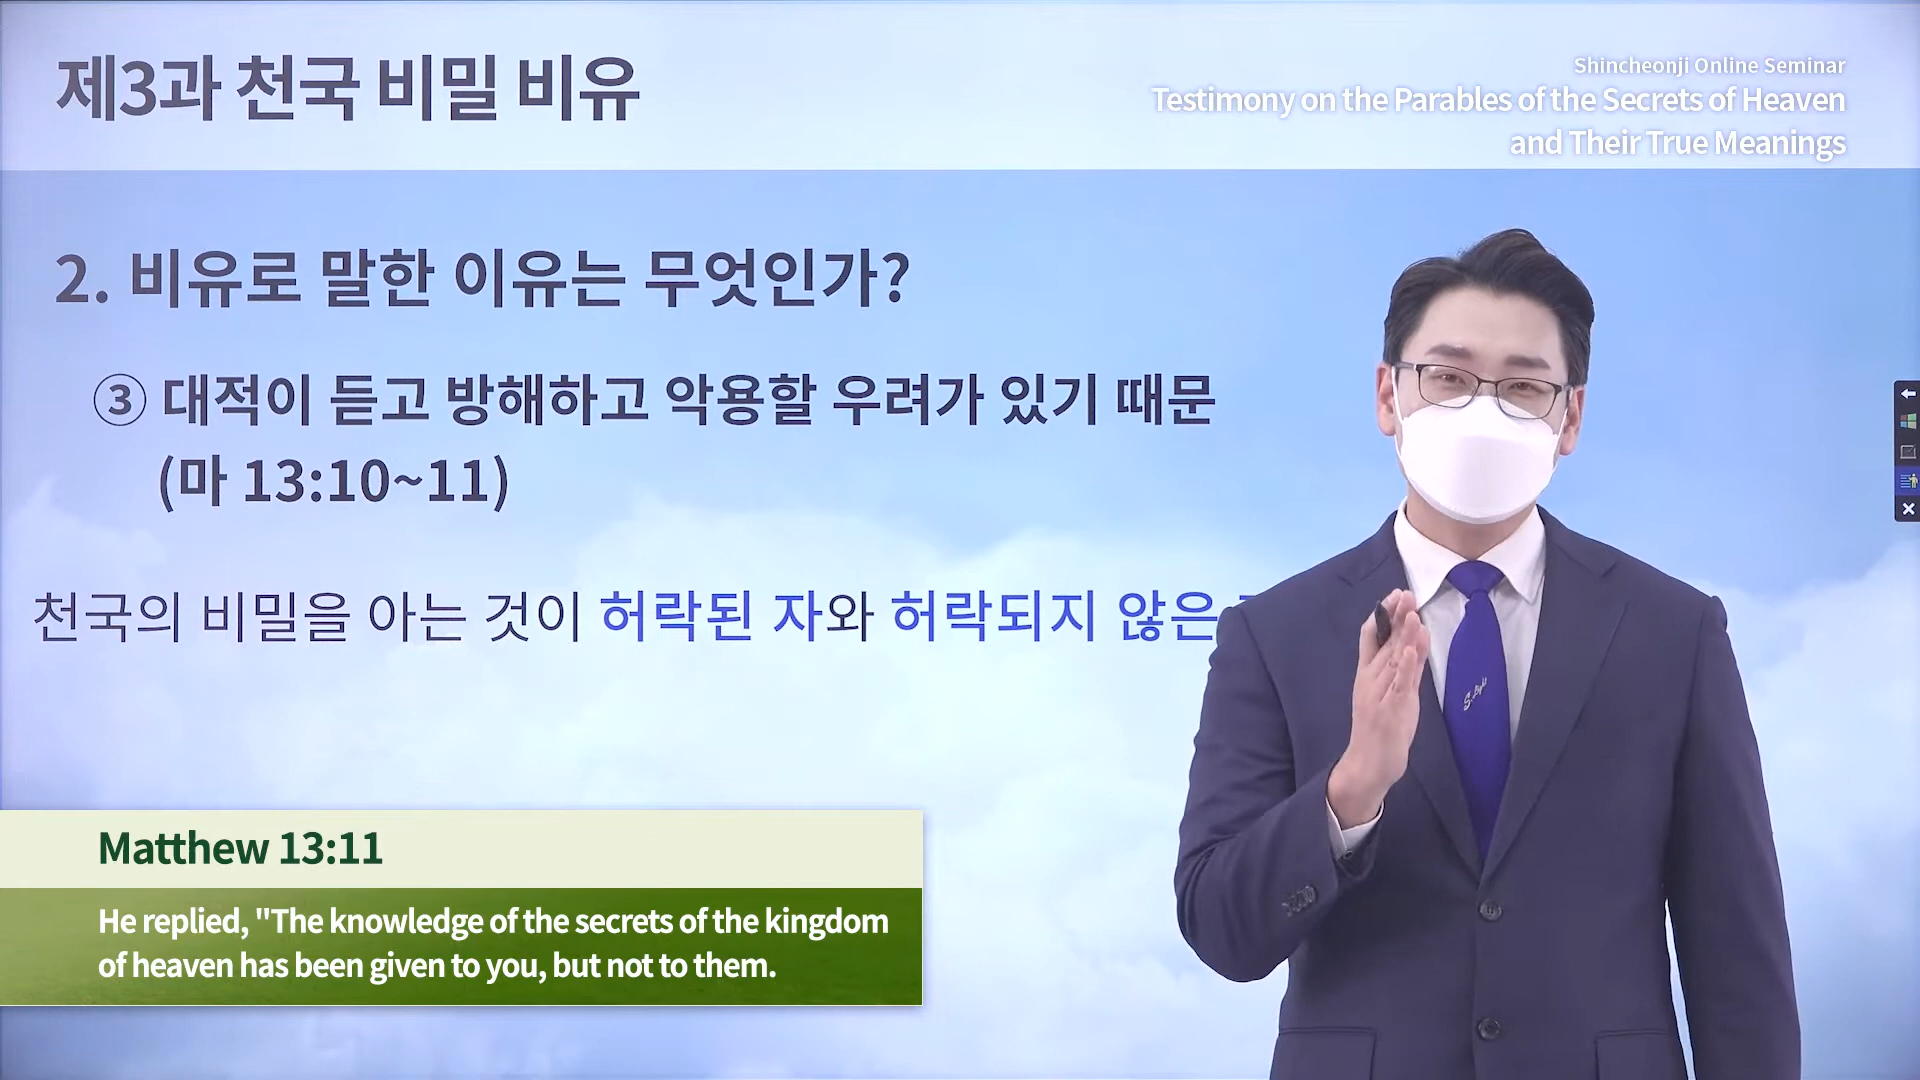 제3과 천국 비밀 비유
Shincheonji Online Seminar
Testimony on the Parables of the Secrets of Heaven
and Their True Meanings
2. 비유로 말한 이유는 무엇인가?
③ 대적이 듣고 방해하고 악용할 우려가 있기 때문
(마 13:10~11)
천국의 비밀을 아는 것이 허락된 자와 허락되지 않은
S. Light
Matthew 13:11
He replied, "The knowledge of the secrets of the kingdom
of heaven has been given to you, but not to them.